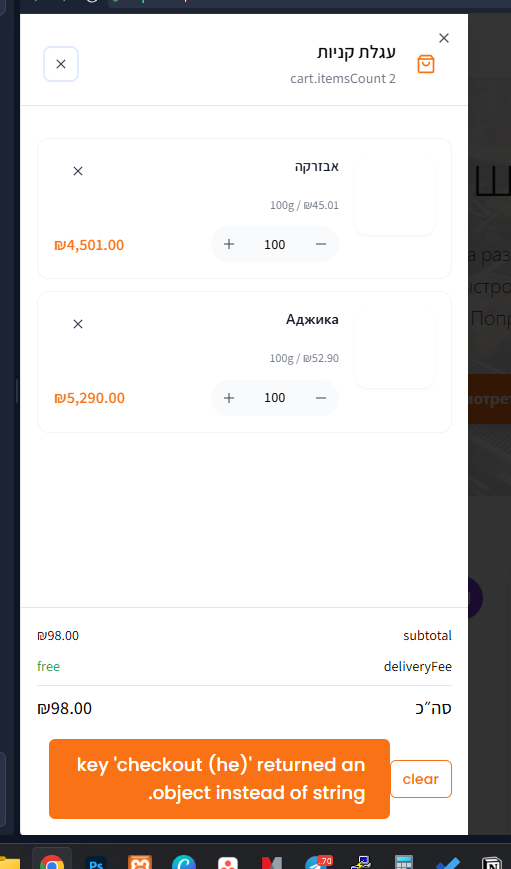 עגלת קניות
cart.itemsCount 2
אבזרקה
100g / ₪45.01
₪4,501.00
100
Аджика
100g / ₪52.90
₪5,290.00
100
subtotal
₪98.00
deliveryFee
free
סה״כ
₪98.00
clear
key 'checkout (he)' returned an
object instead of string.
70
Ps